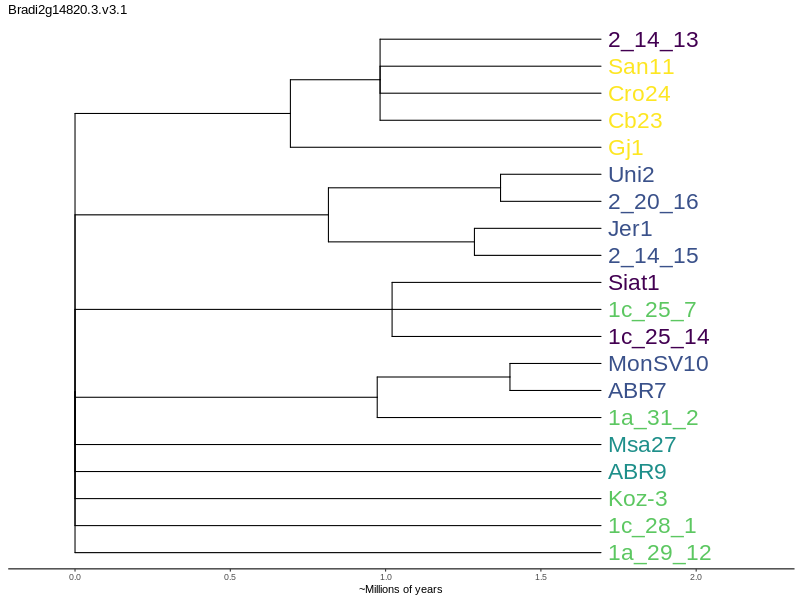 Bradi2g14820.3.v3.1
2_14_13
San11
Cro24
Cb23
Gj1
Uni2
2_20_16
Jer1
2_14_15
Siat1
1c_25_7
1c_25_14
MonSV10
ABR7
1a_31_2
Msa27
ABR9
Koz-3
1c_28_1
1a_29_12
0.0 0.5 1.0 1.5 2.0
~Millions of years